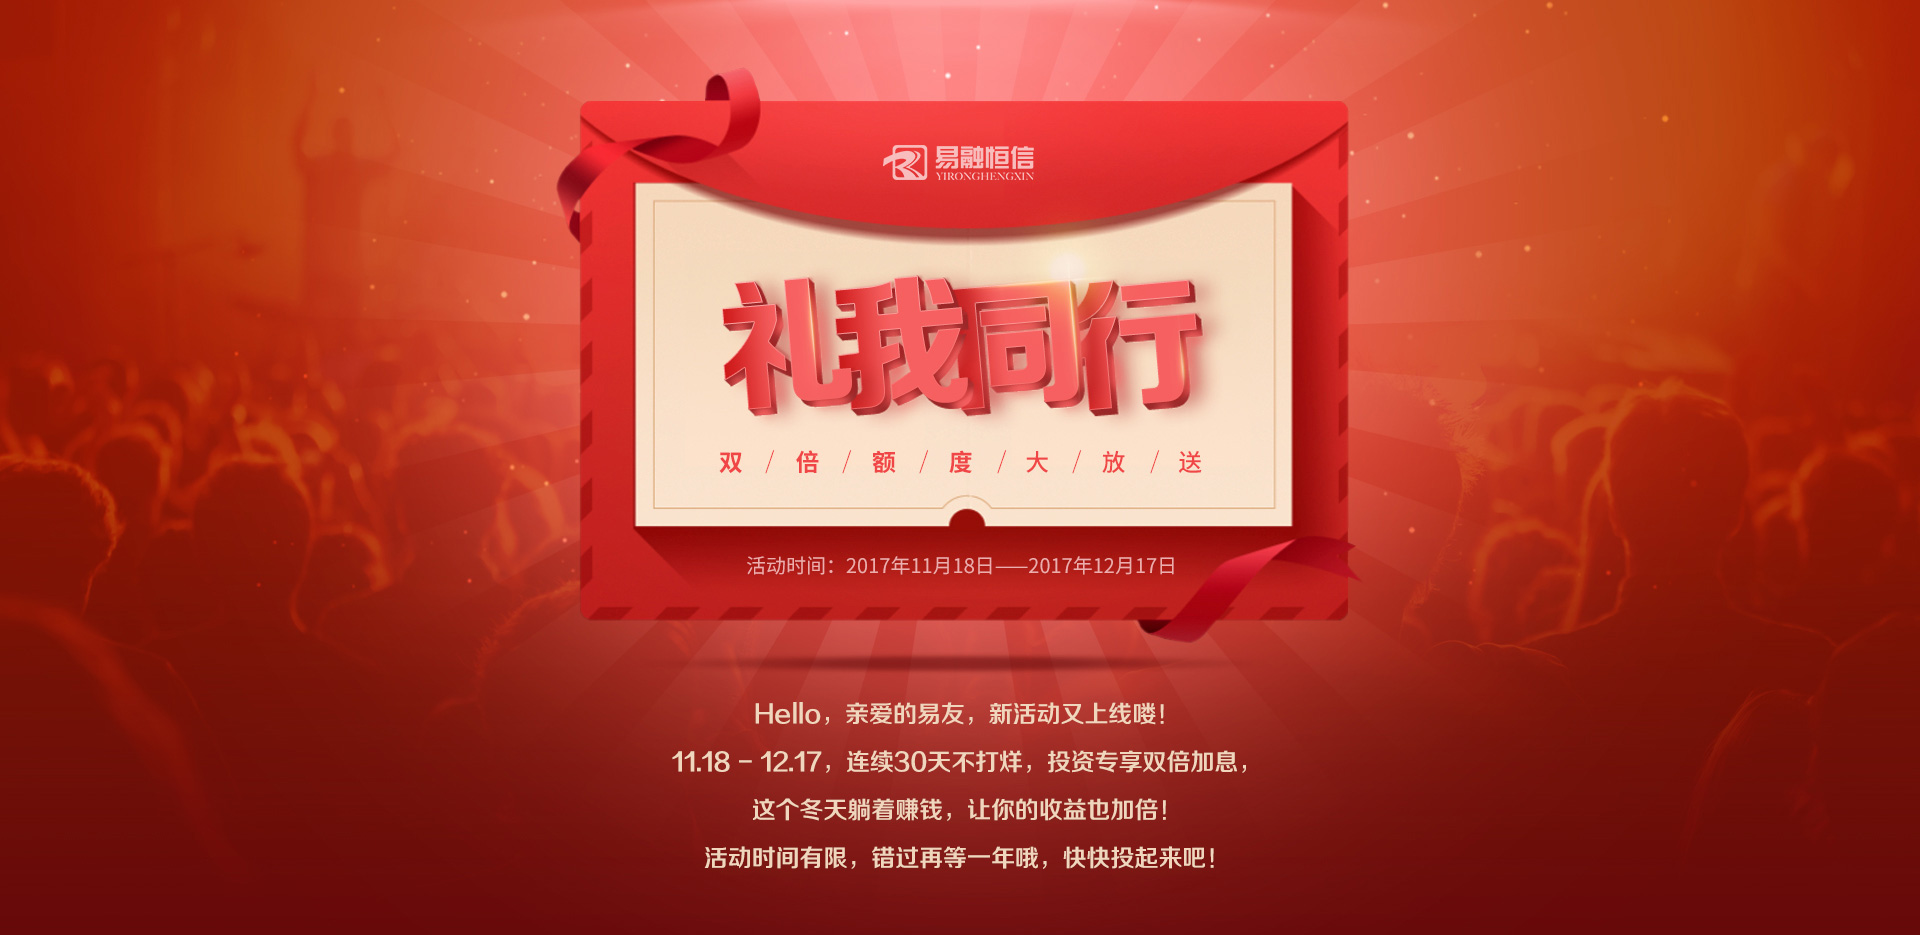 易融恒信
YIRONGHENGXIN
礼我同行
双/倍/额/度/大/放/送
活动时间：2017年11月18日——2017年12月17日
Hello，亲爱的易友，新活动又上线喽！
11.18 - 12.17，连续30天不打烊，投资专享双倍加息，
这个冬天躺着赚钱，让你的收益也加倍！
活动时间有限，错过再等一年哦，快快投起来吧！